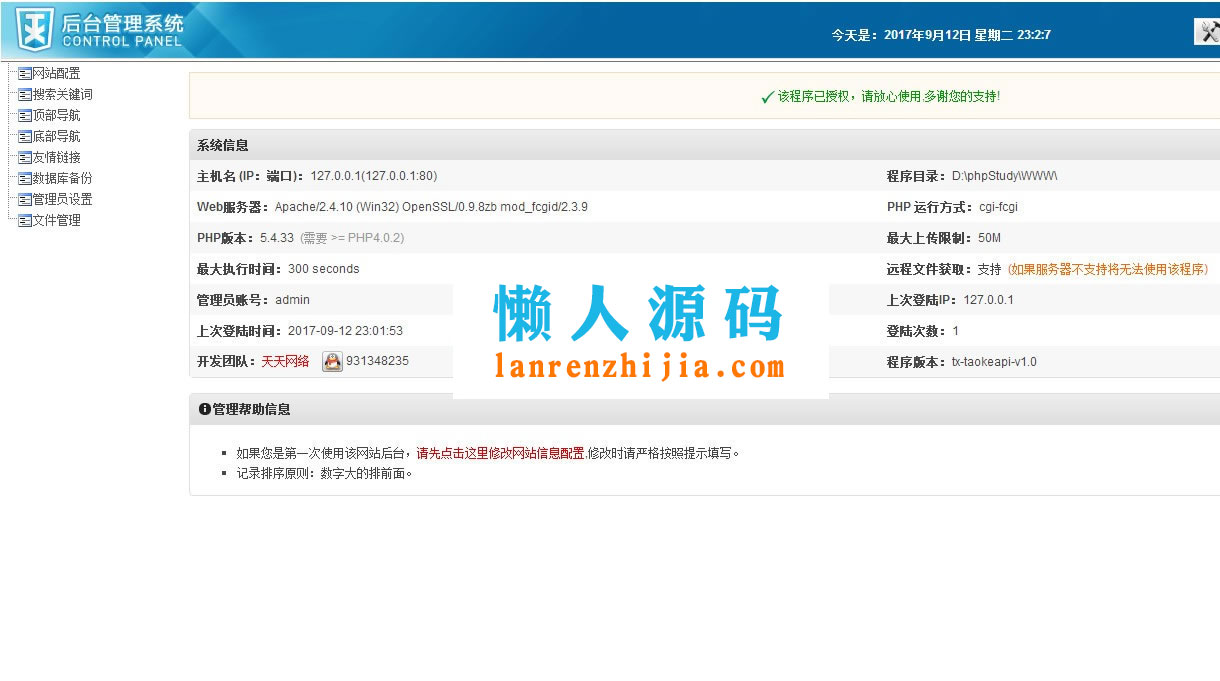 后台管理系统
CONTROL PANEL
今天是：2017年9月12日 星期二 23:2:7
网站配置
搜索关键词
顶部导航
底部导航
友情链接
数据库备份
管理员设置
文件管理
该程序已授权，请放心使用,多谢您的支持!
系统信息
主机名 (IP：端口)：127.0.0.1(127.0.0.1:80)
程序目录：D:\phpStudy\WWW\
Web服务器：Apache/2.4.10 (Win32) OpenSSL/0.9.8zb mod_fcgid/2.3.9
PHP 运行方式：cgi-fcgi
PHP版本：5.4.33 (需要 >= PHP4.0.2)
最大上传限制：50M
最大执行时间：300 seconds
远程文件获取：支持 (如果服务器不支持将无法使用该程序)
管理员账号：admin
上次登陆IP：127.0.0.1
上次登陆时间：2017-09-12 23:01:53
登陆次数：1
开发团队：天天网络 931348235
程序版本：tx-taokeapi-v1.0
懒人源码
lanrenzhijia.com
管理帮助信息
如果您是第一次使用该网站后台，请先点击这里修改网站信息配置,修改时请严格按照提示填写。
记录排序原则：数字大的排前面。